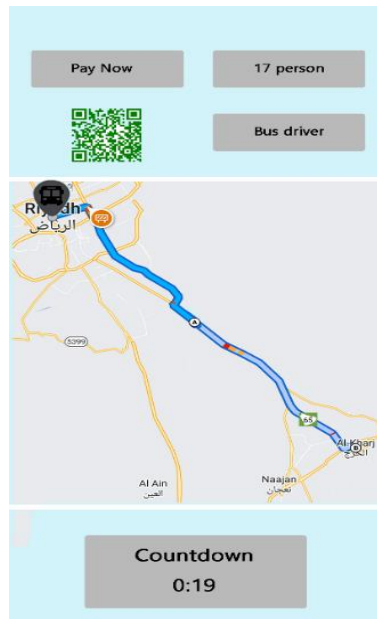 Pay Now
17 person
Bus driver
Riyadh
الرياض
5399
65
Al-Kharj
الخرج
Al Ain
العين
Naajan
نعجان
Countdown
0:19